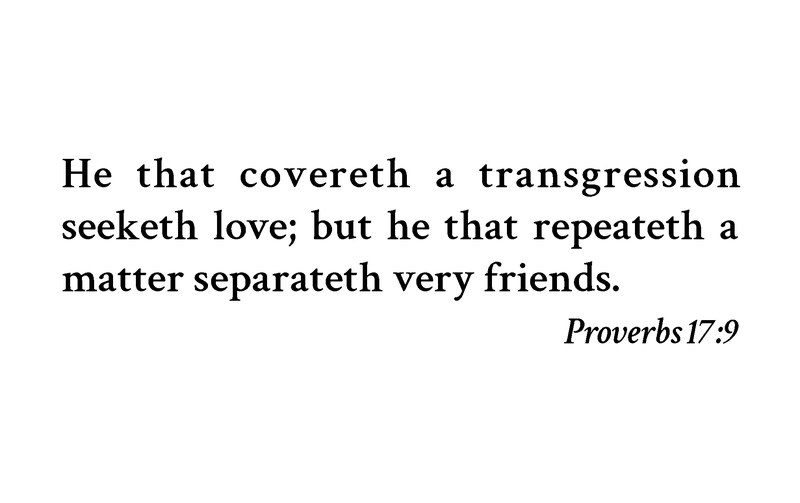 He that covereth a transgression
seeketh love; but he that repeateth a
matter separateth very friends.
Proverbs 17:9